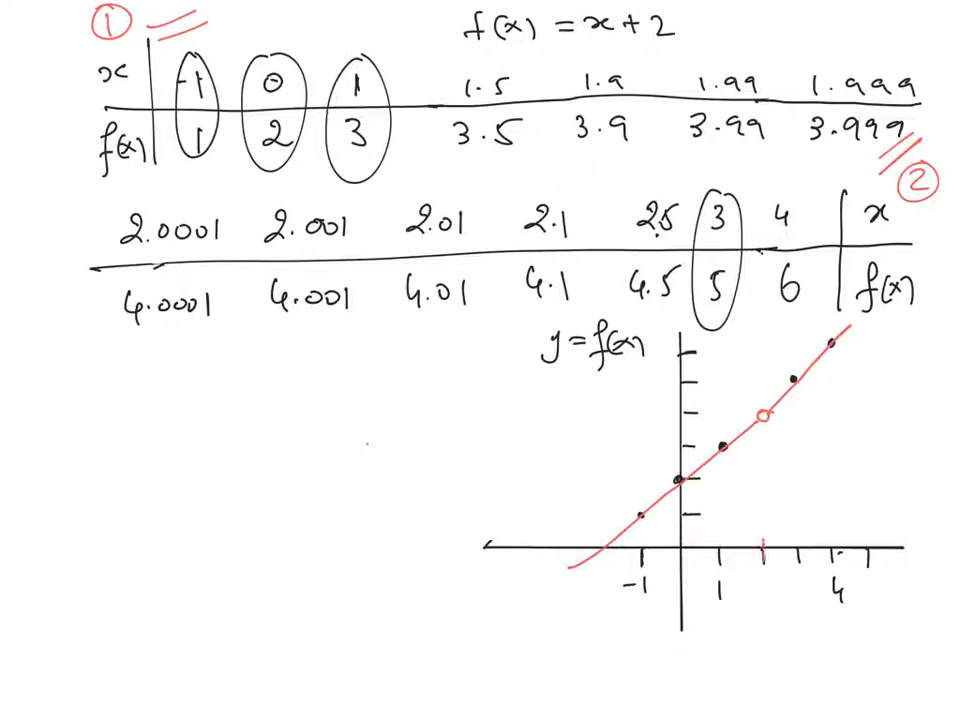 1 f(x) = x + 2
x -1 0 1 1.5 1.9 1.99 1.999
f(x) 1 2 3 3.5 3.9 3.99 3.999
2
2.0001 2.001 2.01 2.1 2.5 3 4 x
4.0001 4.001 4.01 4.1 4.5 5 6 f(x)
y = f(x)
-1 1 4